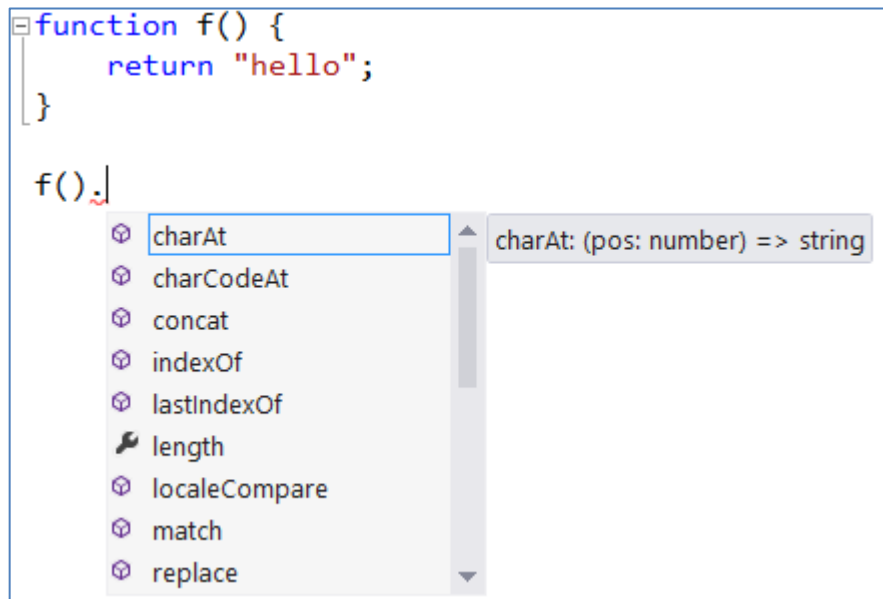 function f() {
return "hello";
}
f().
charAt
charAt: (pos: number) => string
charCodeAt
concat
indexOf
lastIndexOf
length
localeCompare
match
replace